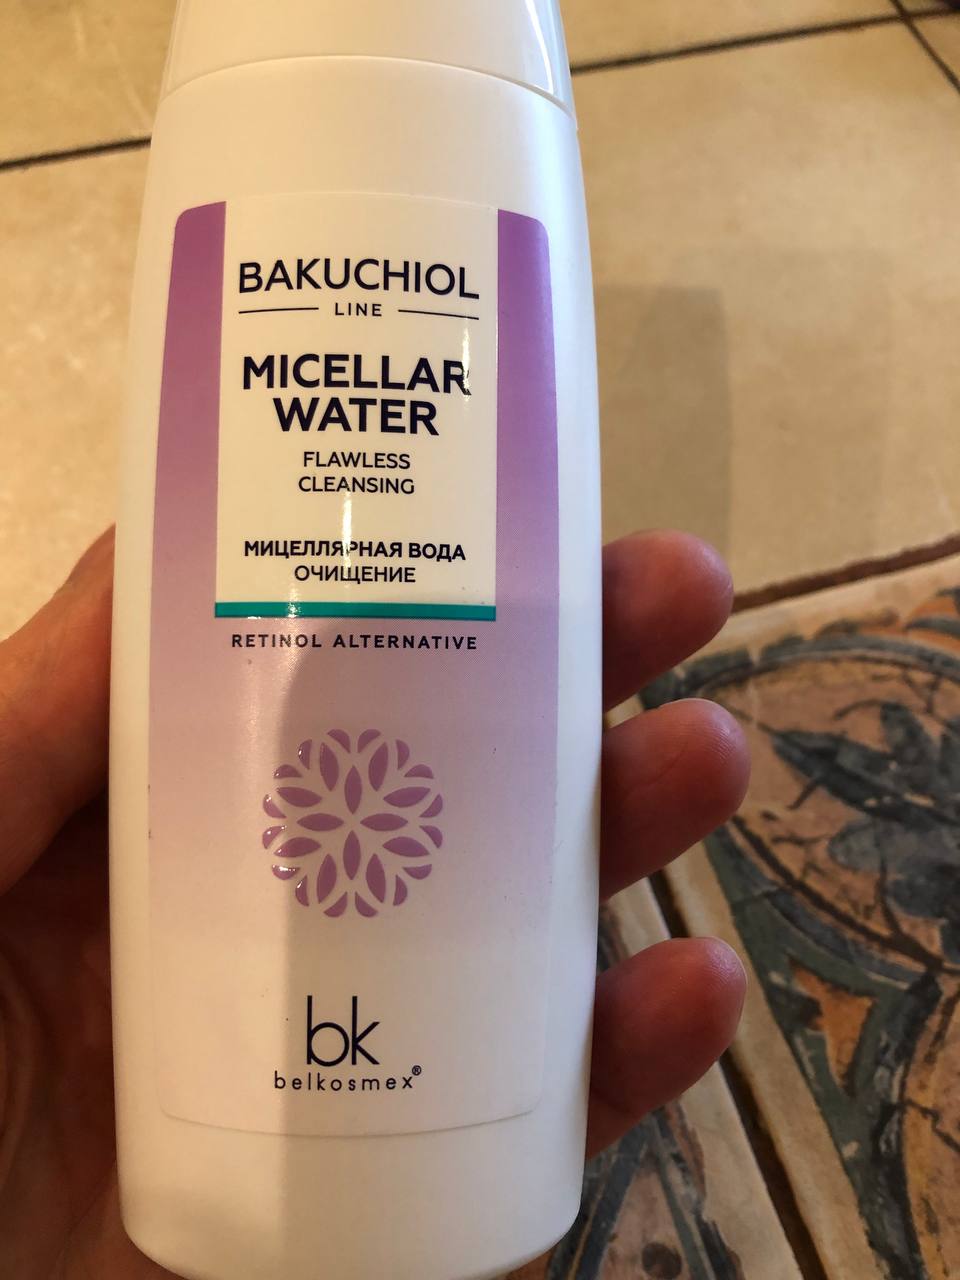 BAKUCHIOL
LINE
MICELLAR
WATER
FLAWLESS
CLEANSING
МИЦЕЛЛЯРНАЯ ВОДА
ОЧИЩЕНИЕ
RETINOL ALTERNATIVE
bk
belkosmex®